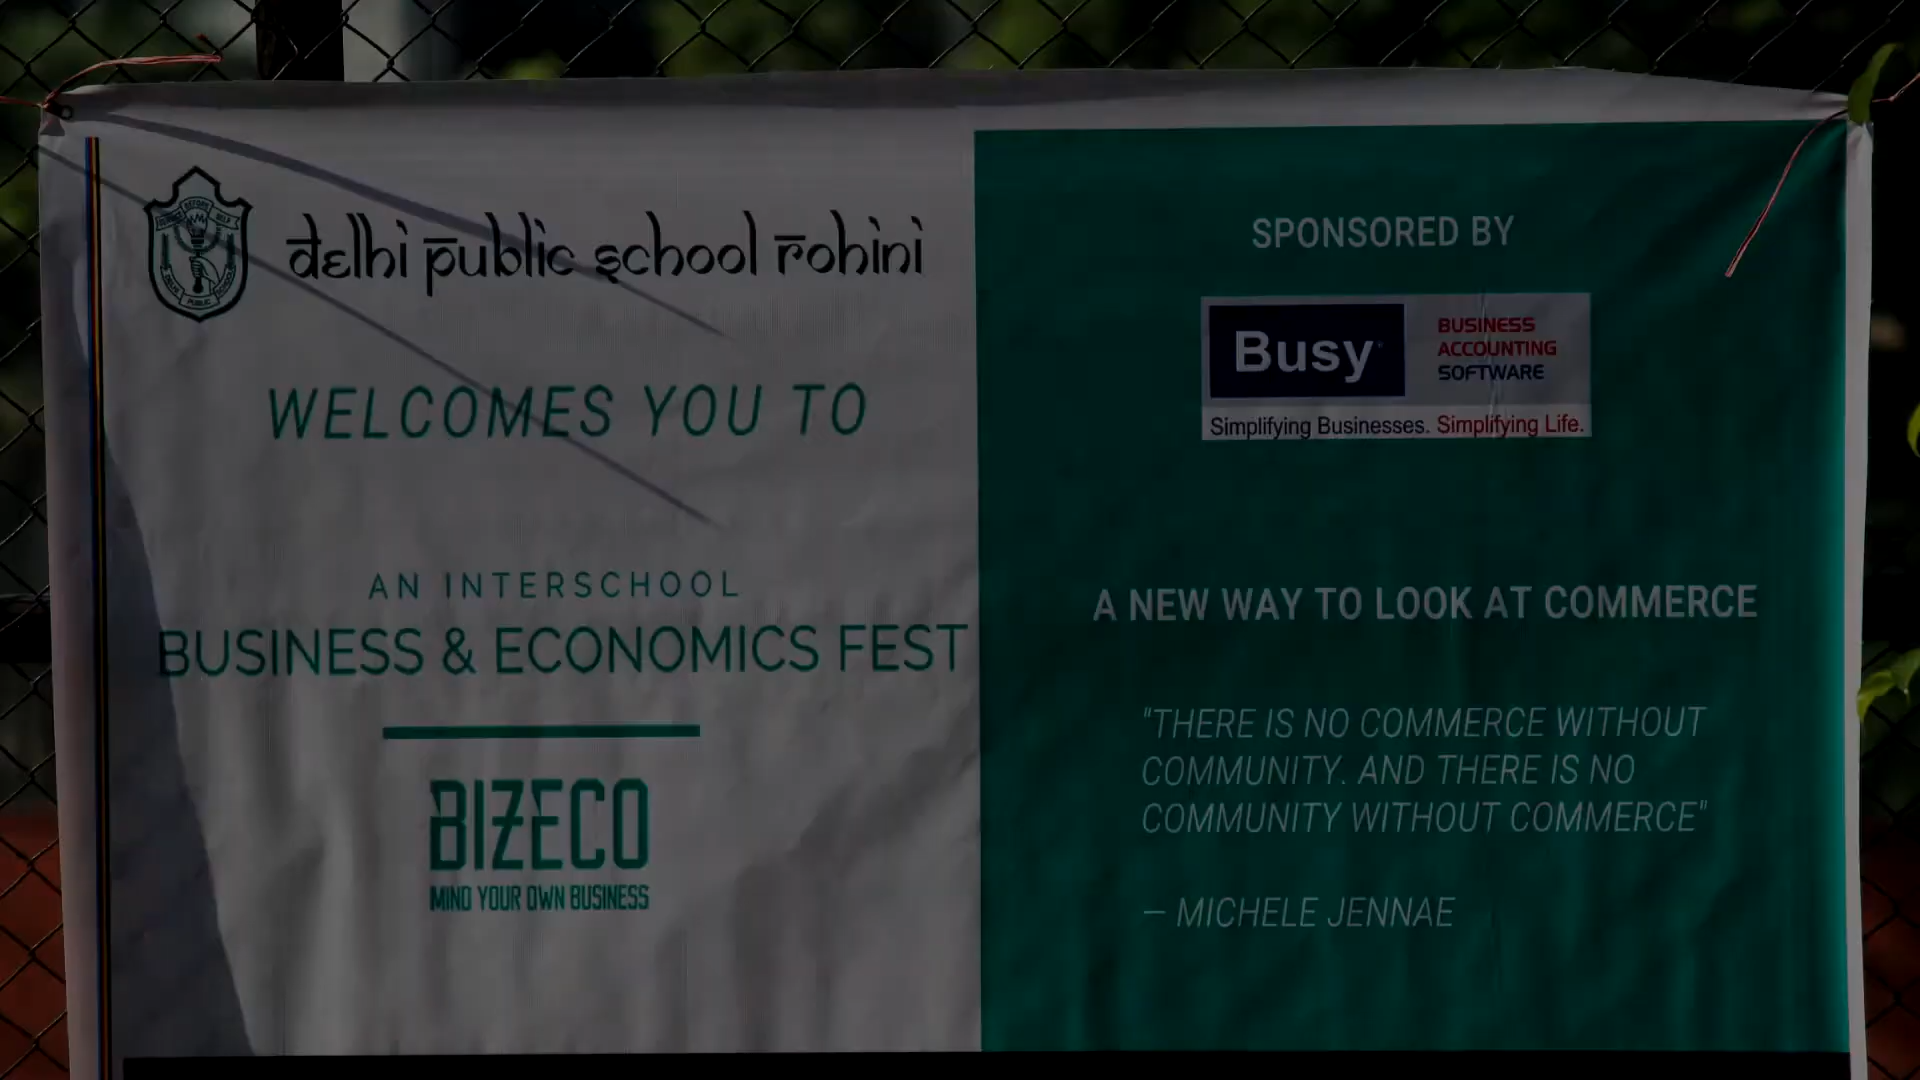 delhi public school rohini
WELCOMES YOU TO
AN INTERSCHOOL
BUSINESS & ECONOMICS FEST
BIZECO
MIND YOUR OWN BUSINESS
SPONSORED BY
Busy
BUSINESS
ACCOUNTING
SOFTWARE
Simplifying Businesses. Simplifying Life.
A NEW WAY TO LOOK AT COMMERCE
"THERE IS NO COMMERCE WITHOUT
COMMUNITY. AND THERE IS NO
COMMUNITY WITHOUT COMMERCE"
– MICHELE JENNAE